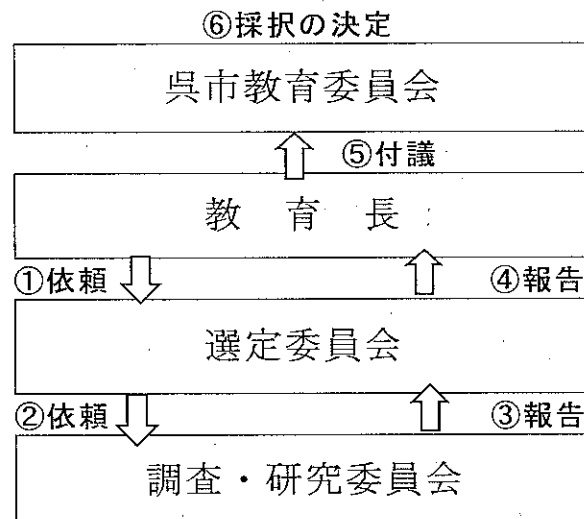 ⑥採択の決定
呉市教育委員会
⑤付議
教育長
①依頼
④報告
選定委員会
②依頼
③報告
調査・研究委員会